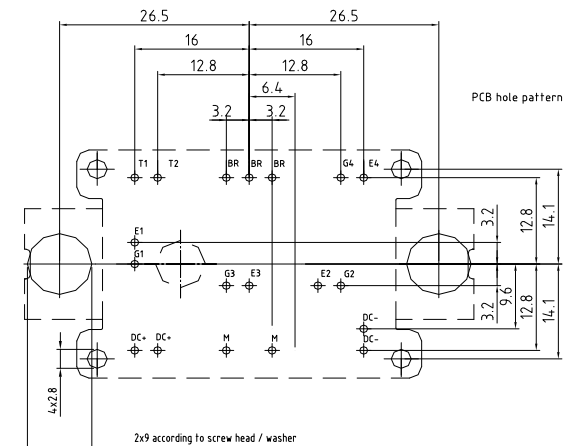 26.5 26.5
16 16
12.8 12.8
6.4
3.2 3.2
PCB hole pattern
T1 T2 BR BR BR G4 E4
3.2 12.8 14.1
E1
G1
G3 E3 E2 G2
3.2 9.6 12.8 14.1
DC-
DC+ DC+ M M DC-
4x2.8
2x9 according to screw head / washer